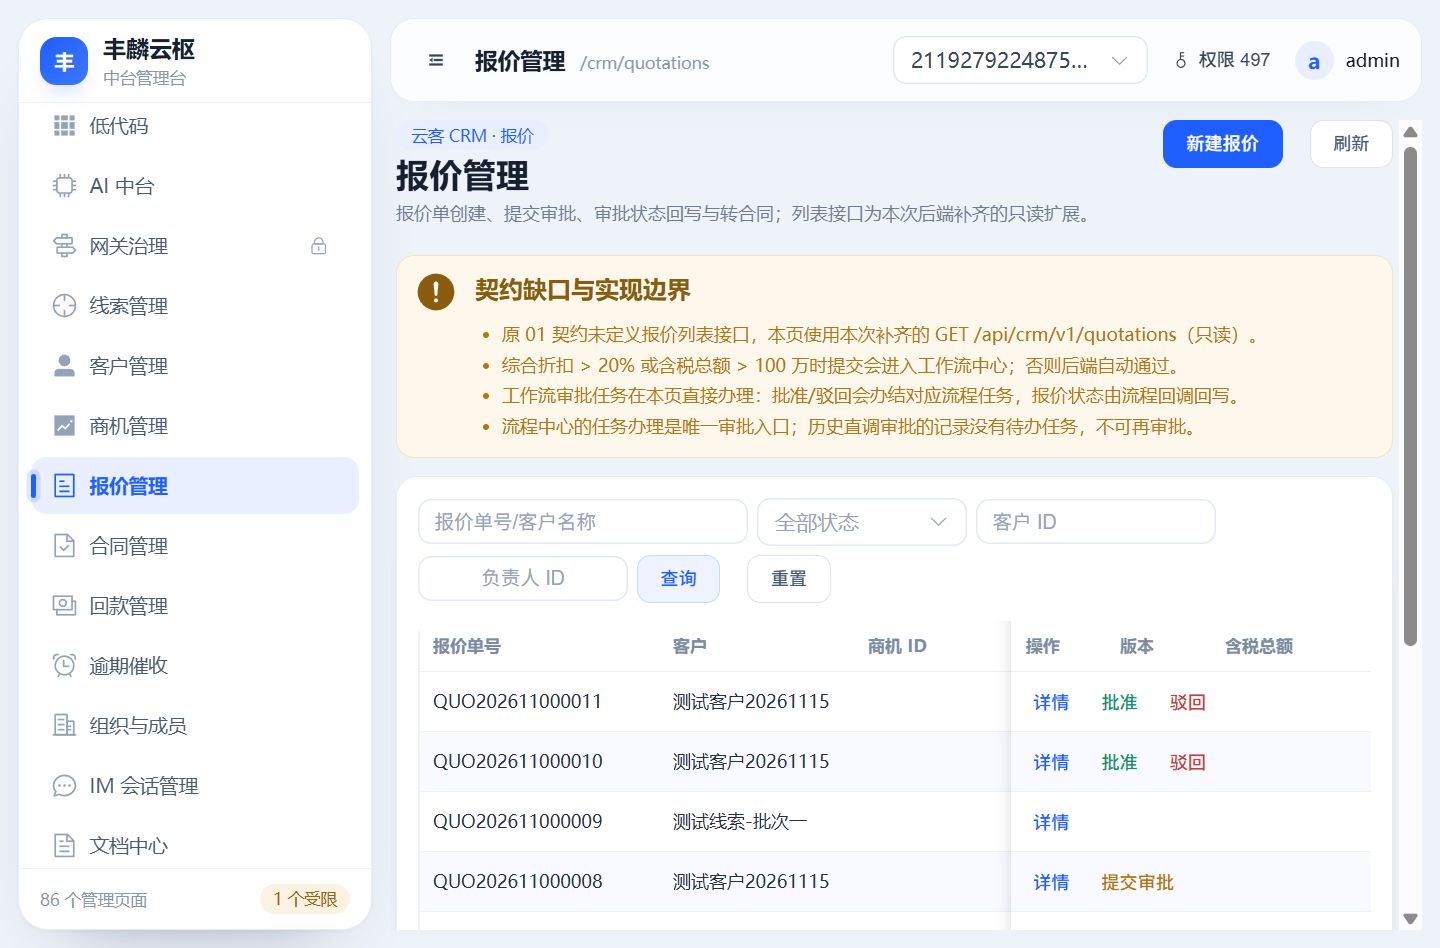 丰
丰麟云枢
中台管理台
低代码
AI 中台
网关治理
线索管理
客户管理
商机管理
报价管理
合同管理
回款管理
逾期催收
组织与成员
IM 会话管理
文档中心
86 个管理页面
1 个受限
报价管理 /crm/quotations
2119279224875...
权限 497
a
admin
云客 CRM · 报价
报价管理
报价单创建、提交审批、审批状态回写与转合同；列表接口为本次后端补齐的只读扩展。
新建报价
刷新
契约缺口与实现边界
• 原 01 契约未定义报价列表接口，本页使用本次补齐的 GET /api/crm/v1/quotations（只读）。
• 综合折扣 > 20% 或含税总额 > 100 万时提交会进入工作流中心；否则后端自动通过。
• 工作流审批任务在本页直接办理：批准/驳回会办结对应流程任务，报价状态由流程回调回写。
• 流程中心的任务办理是唯一审批入口；历史直调审批的记录没有待办任务，不可再审批。
报价单号/客户名称
全部状态
客户 ID
负责人 ID
查询
重置
报价单号 客户 商机 ID 操作 版本 含税总额
QUO202611000011 测试客户20261115 详情 批准 驳回
QUO202611000010 测试客户20261115 详情 批准 驳回
QUO202611000009 测试线索-批次一 详情
QUO202611000008 测试客户20261115 详情 提交审批